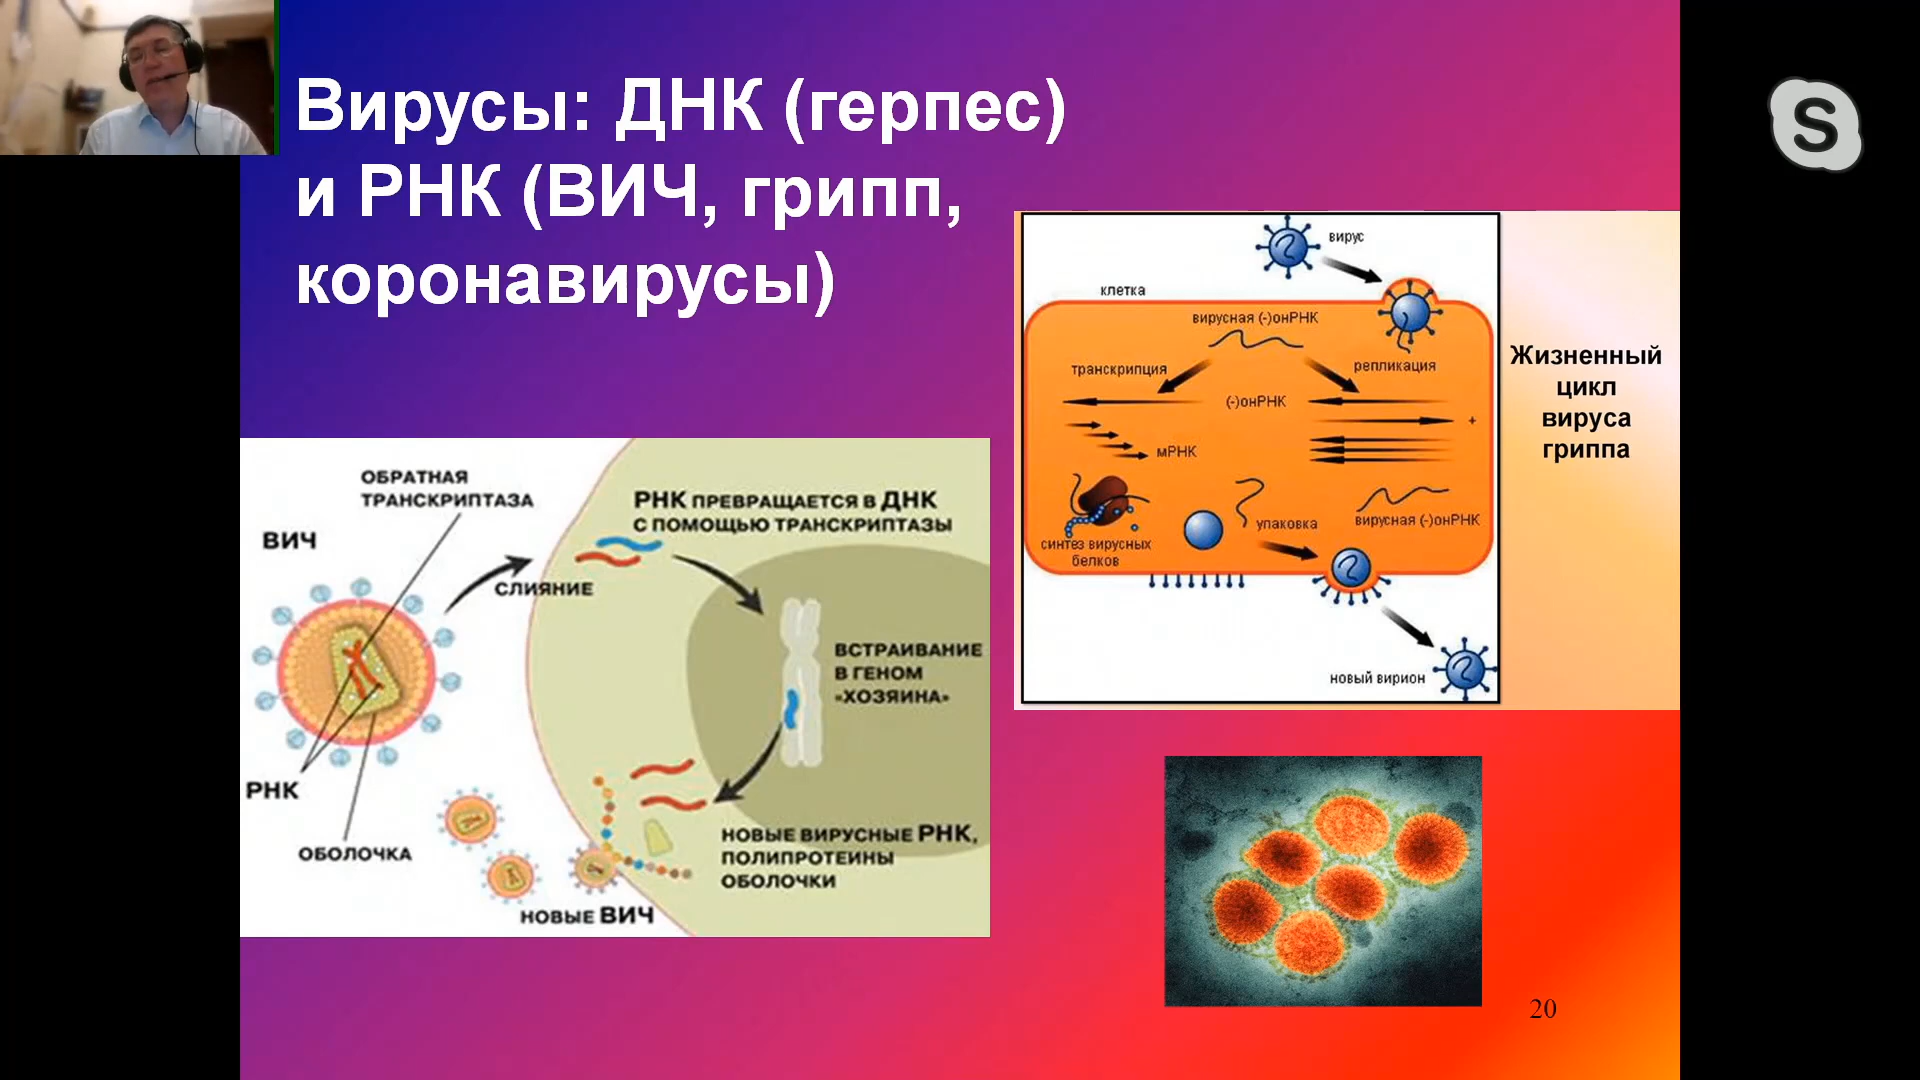 Вирусы: ДНК (герпес)
и РНК (ВИЧ, грипп,
коронавирусы)
S
ОБРАТНАЯ
ТРАНСКРИПТАЗА
ВИЧ
РНК ПРЕВРАЩАЕТСЯ В ДНК
С ПОМОЩЬЮ ТРАНСКРИПТАЗЫ
СЛИЯНИЕ
ВСТРАИВАНИЕ
В ГЕНОМ
«ХОЗЯИНА»
РНК
ОБОЛОЧКА
НОВЫЕ ВИРУСНЫЕ РНК,
ПОЛИПРОТЕИНЫ
ОБОЛОЧКИ
НОВЫЕ ВИЧ
вирус
клетка
вирусная (-)онРНК
транскрипция
репликация
(-)онРНК
+
мРНК
упаковка
вирусная (-)онРНК
синтез вирусных
белков
новый вирион
Жизненный
цикл
вируса
гриппа
20